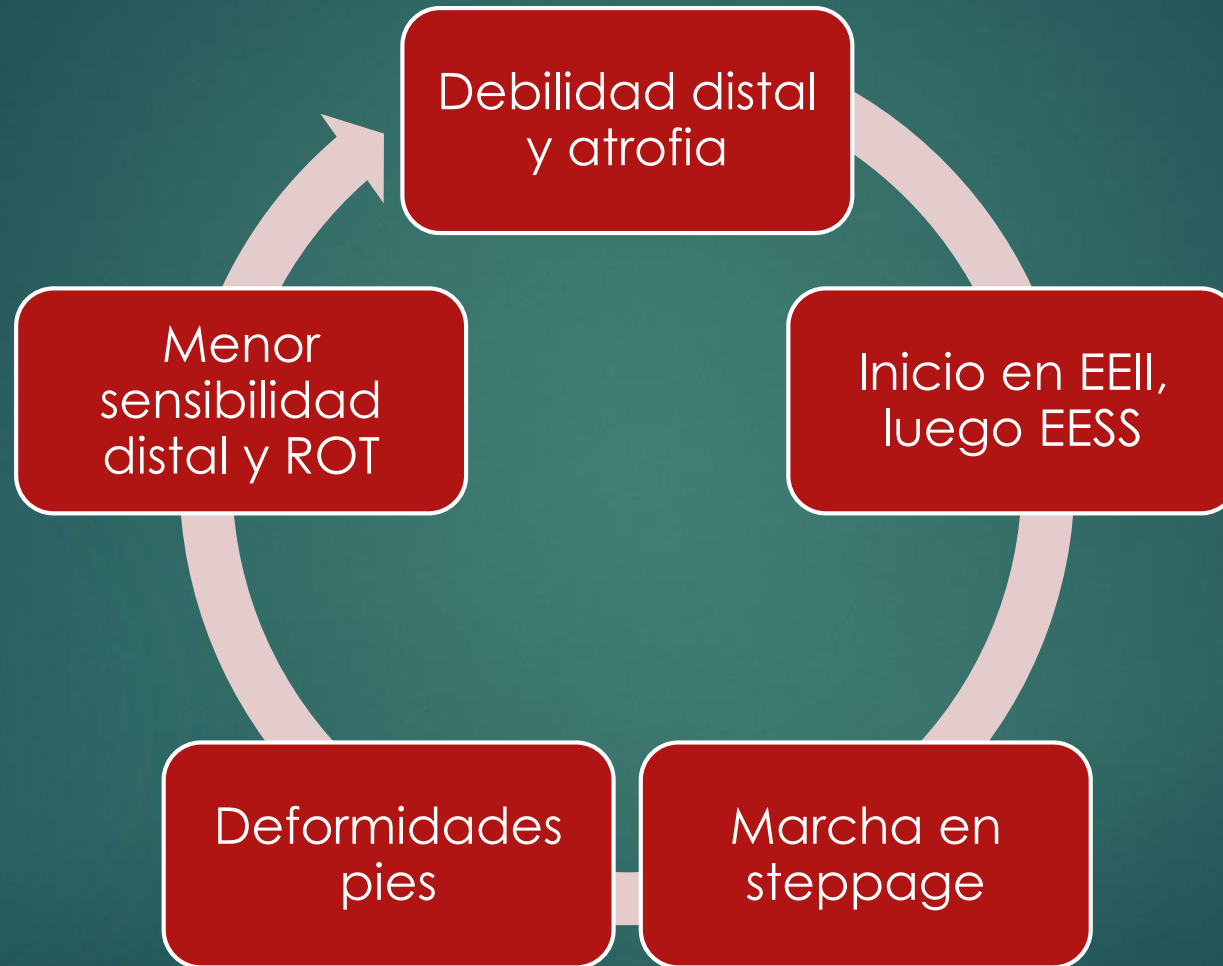 Debilidad distal
y atrofia
Inicio en EEII,
luego EESS
Marcha en
steppage
Deformidades
pies
Menor
sensibilidad
distal y ROT